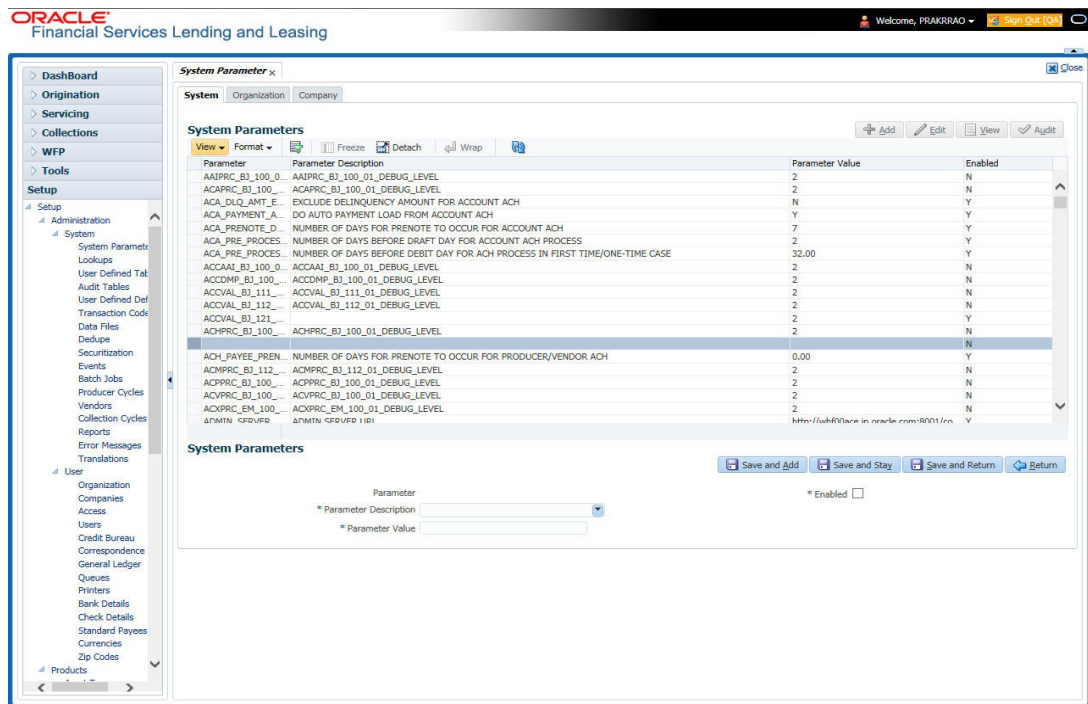 ORACLE
Financial Services Lending and Leasing
Welcome, PRAKRRAO
Sign Out [QA]
DashBoard
Origination
Servicing
Collections
WFP
Tools
Setup
Setup
Administration
System
System Paramete
Lookups
User Defined Tab
Audit Tables
User Defined Def
Transaction Code
Data Files
Dedupe
Securitization
Events
Batch Jobs
Producer Cycles
Vendors
Collection Cycles
Reports
Error Messages
Translations
User
Organization
Companies
Access
Users
Credit Bureau
Correspondence
General Ledger
Queues
Printers
Bank Details
Check Details
Standard Payees
Currencies
Zip Codes
Products
System Parameter x
Close
System Organization Company
System Parameters
Add Edit View Audit
View Format Freeze Detach Wrap
Parameter Parameter Description Parameter Value Enabled
AAIPRC_BJ_100_0... AAIPRC_BJ_100_01_DEBUG_LEVEL 2 N
ACAPRC_BJ_100_... ACAPRC_BJ_100_01_DEBUG_LEVEL 2 N
ACA_DLQ_AMT_E... EXCLUDE DELINQUENCY AMOUNT FOR ACCOUNT ACH N Y
ACA_PAYMENT_A... DO AUTO PAYMENT LOAD FROM ACCOUNT ACH Y Y
ACA_PRENOTE_D... NUMBER OF DAYS FOR PRENOTE TO OCCUR FOR ACCOUNT ACH 7 Y
ACA_PRE_PROCES... NUMBER OF DAYS BEFORE DRAFT DAY FOR ACCOUNT ACH PROCESS 2 Y
ACA_PRE_PROCES... NUMBER OF DAYS BEFORE DEBIT DAY FOR ACH PROCESS IN FIRST TIME/ONE-TIME CASE 32.00 Y
ACCAAI_BJ_100_0... ACCAAI_BJ_100_01_DEBUG_LEVEL 2 N
ACCDMP_BJ_100_... ACCDMP_BJ_100_01_DEBUG_LEVEL 2 N
ACCVAL_BJ_111_... ACCVAL_BJ_111_01_DEBUG_LEVEL 2 N
ACCVAL_BJ_112_... ACCVAL_BJ_112_01_DEBUG_LEVEL 2 N
ACCVAL_BJ_121_... 2 Y
ACHPRC_BJ_100_... ACHPRC_BJ_100_01_DEBUG_LEVEL 2 N
N
ACH_PAYEE_PREN... NUMBER OF DAYS FOR PRENOTE TO OCCUR FOR PRODUCER/VENDOR ACH 0.00 Y
ACMPRC_BJ_112_... ACMPRC_BJ_112_01_DEBUG_LEVEL 2 N
ACPPRC_BJ_100_... ACPPRC_BJ_100_01_DEBUG_LEVEL 2 N
ACVPRC_BJ_100_... ACVPRC_BJ_100_01_DEBUG_LEVEL 2 N
ACXPRC_EM_100_... ACXPRC_EM_100_01_DEBUG_LEVEL 2 N
ADMIN_SERVER_... ADMIN SERVER URL http://whf00ace.in.oracle.com:8001/co... Y
System Parameters
Save and Add Save and Stay Save and Return Return
Parameter
* Parameter Description
* Parameter Value
* Enabled